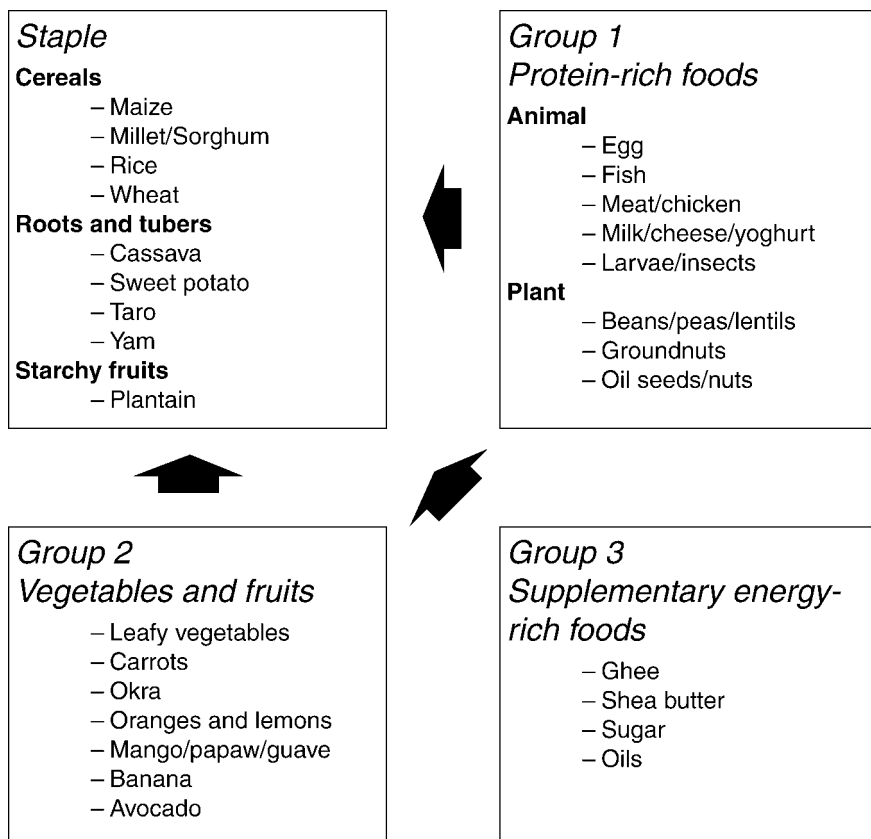 Staple
Cereals
– Maize
– Millet/Sorghum
– Rice
– Wheat
Roots and tubers
– Cassava
– Sweet potato
– Taro
– Yam
Starchy fruits
– Plantain
Group 1
Protein-rich foods
Animal
– Egg
– Fish
– Meat/chicken
– Milk/cheese/yoghurt
– Larvae/insects
Plant
– Beans/peas/lentils
– Groundnuts
– Oil seeds/nuts
Group 2
Vegetables and fruits
– Leafy vegetables
– Carrots
– Okra
– Oranges and lemons
– Mango/papaw/guave
– Banana
– Avocado
Group 3
Supplementary energy-
rich foods
– Ghee
– Shea butter
– Sugar
– Oils